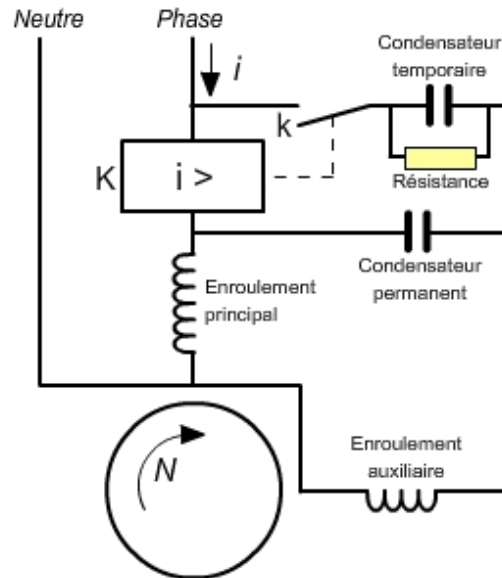 Neutre
Phase
i
Condensateur
temporaire
k
K
i >
Résistance
Condensateur
permanent
Enroulement
principal
N
Enroulement
auxiliaire